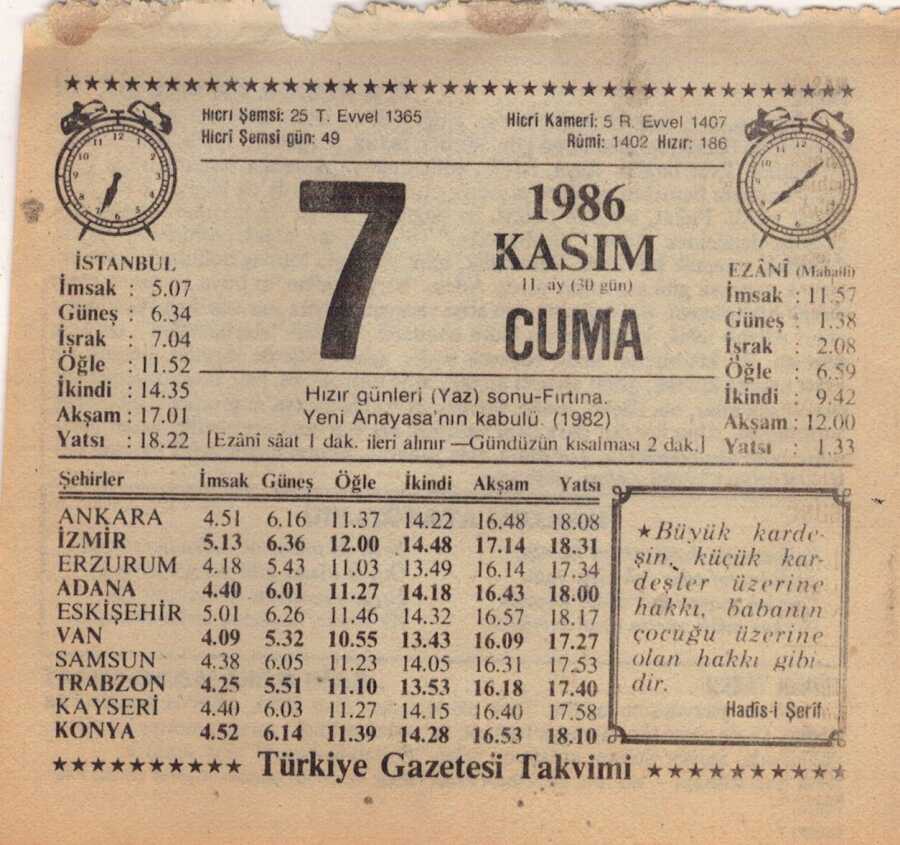 Hicrî Şemsî: 25 T. Evvel 1365
Hicrî Şemsî gün: 49
Hicrî Kamerî: 5 R. Evvel 1407
Rûmî: 1402 Hızır: 186
7
1986
KASIM
11. ay (30 gün)
CUMA
İSTANBUL
İmsak : 5.07
Güneş : 6.34
İşrak : 7.04
Öğle : 11.52
İkindi : 14.35
Akşam : 17.01
Yatsı : 18.22
EZÂNÎ (Mahallî)
İmsak : 11.57
Güneş : 1.38
İşrak : 2.08
Öğle : 6.59
İkindi : 9.42
Akşam : 12.00
Yatsı : 1.33
Hızır günleri (Yaz) sonu-Fırtına.
Yeni Anayasa'nın kabulü. (1982)
[Ezânî sâat 1 dak. ileri alınır —Gündüzün kısalması 2 dak.]
Şehirler İmsak Güneş Öğle İkindi Akşam Yatsı
ANKARA 4.51 6.16 11.37 14.22 16.48 18.08
İZMİR 5.13 6.36 12.00 14.48 17.14 18.31
ERZURUM 4.18 5.43 11.03 13.49 16.14 17.34
ADANA 4.40 6.01 11.27 14.18 16.43 18.00
ESKİŞEHİR 5.01 6.26 11.46 14.32 16.57 18.17
VAN 4.09 5.32 10.55 13.43 16.09 17.27
SAMSUN 4.38 6.05 11.23 14.05 16.31 17.53
TRABZON 4.25 5.51 11.10 13.53 16.18 17.40
KAYSERİ 4.40 6.03 11.27 14.15 16.40 17.58
KONYA 4.52 6.14 11.39 14.28 16.53 18.10
★Büyük karde-
şin, küçük kar-
deşler üzerine
hakkı, babanın
çocuğu üzerine
olan hakkı gibi-
dir.
Hadîs-i Şerîf
★★★★★★★★★★ Türkiye Gazetesi Takvimi ★★★★★★★★★★